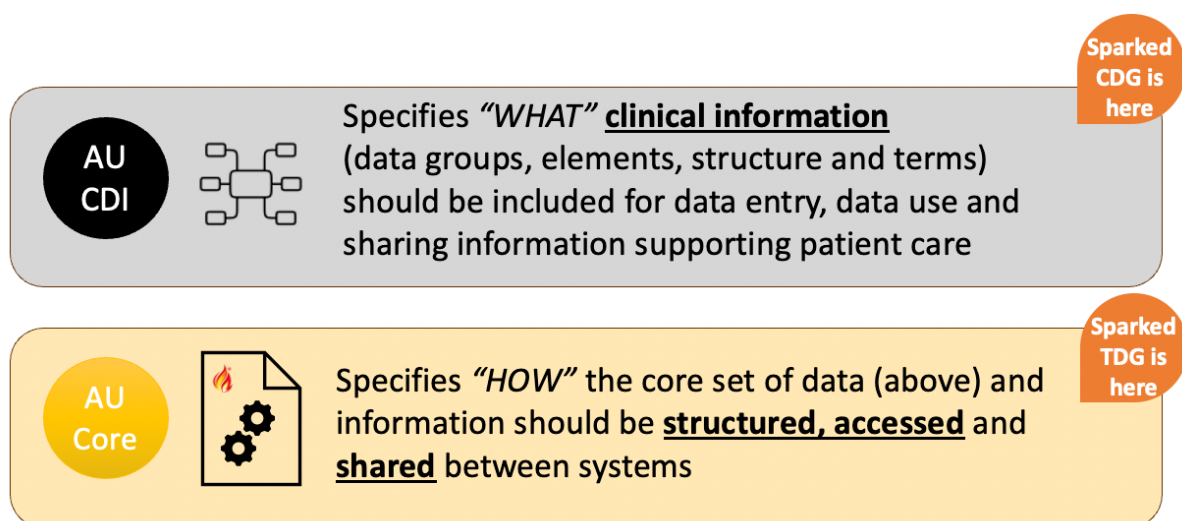 Sparked
CDG is
here
AU
CDI
Specifies “WHAT” clinical information
(data groups, elements, structure and terms)
should be included for data entry, data use and
sharing information supporting patient care
Sparked
TDG is
here
AU
Core
Specifies “HOW” the core set of data (above) and
information should be structured, accessed and
shared between systems